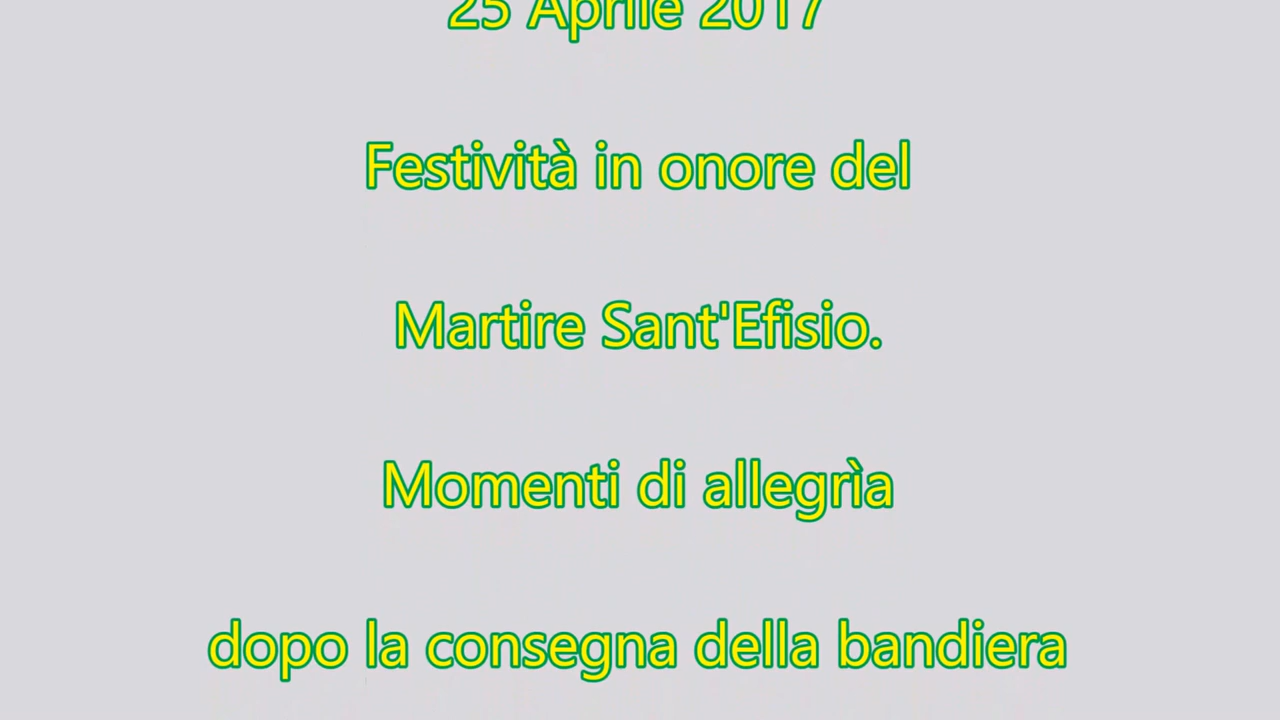 25 Aprile 2017
Festività in onore del
Martire Sant'Efisio.
Momenti di allegrìa
dopo la consegna della bandiera